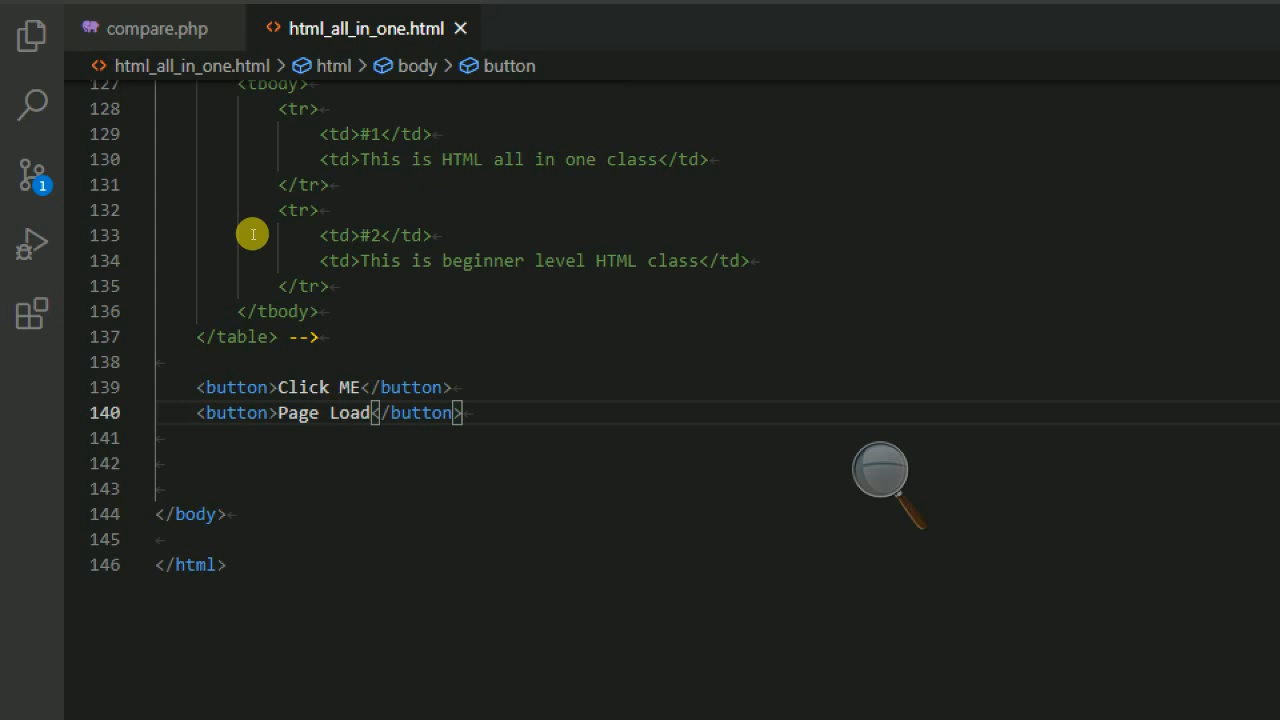 compare.php
html_all_in_one.html
html_all_in_one.html > html > body > button
127 <tbody>
128 <tr>
129 <td>#1</td>
130 <td>This is HTML all in one class</td>
131 </tr>
132 <tr>
133 <td>#2</td>
134 <td>This is beginner level HTML class</td>
135 </tr>
136 </tbody>
137 </table> -->
138
139 <button>Click ME</button>
140 <button>Page Load</button>
141
142
143
144 </body>
145
146 </html>
1